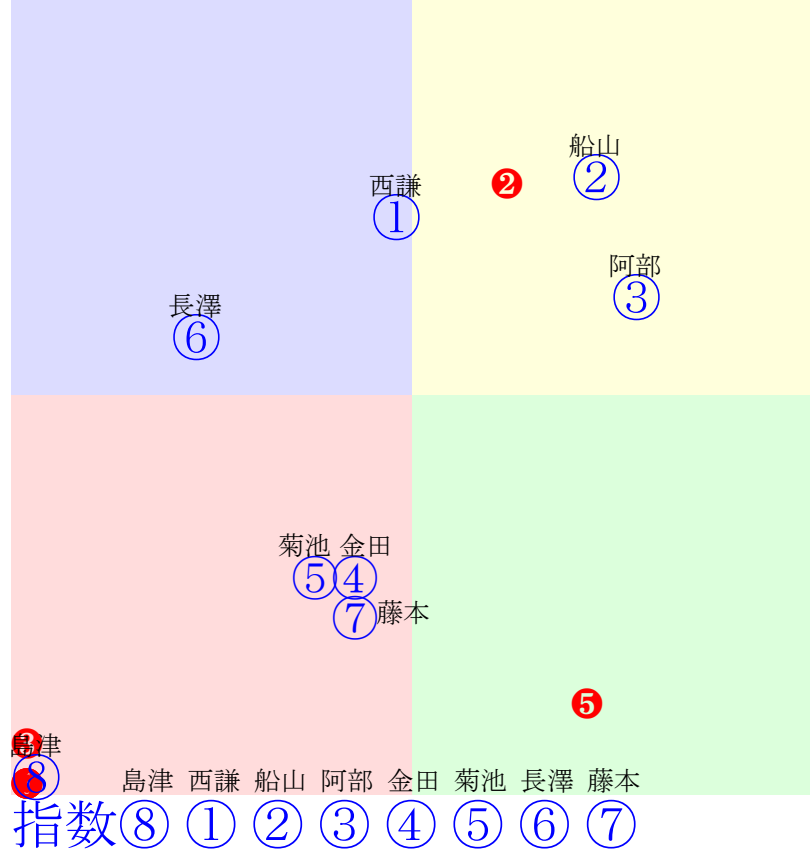 船山
②
❷
西謙
①
阿部
③
長澤
⑥
菊池 金田
⑤④
⑦藤本
❺
島津
⑧
島津 西謙 船山 阿部 金田 菊池 長澤 藤本
指数⑧①②③④⑤⑥⑦